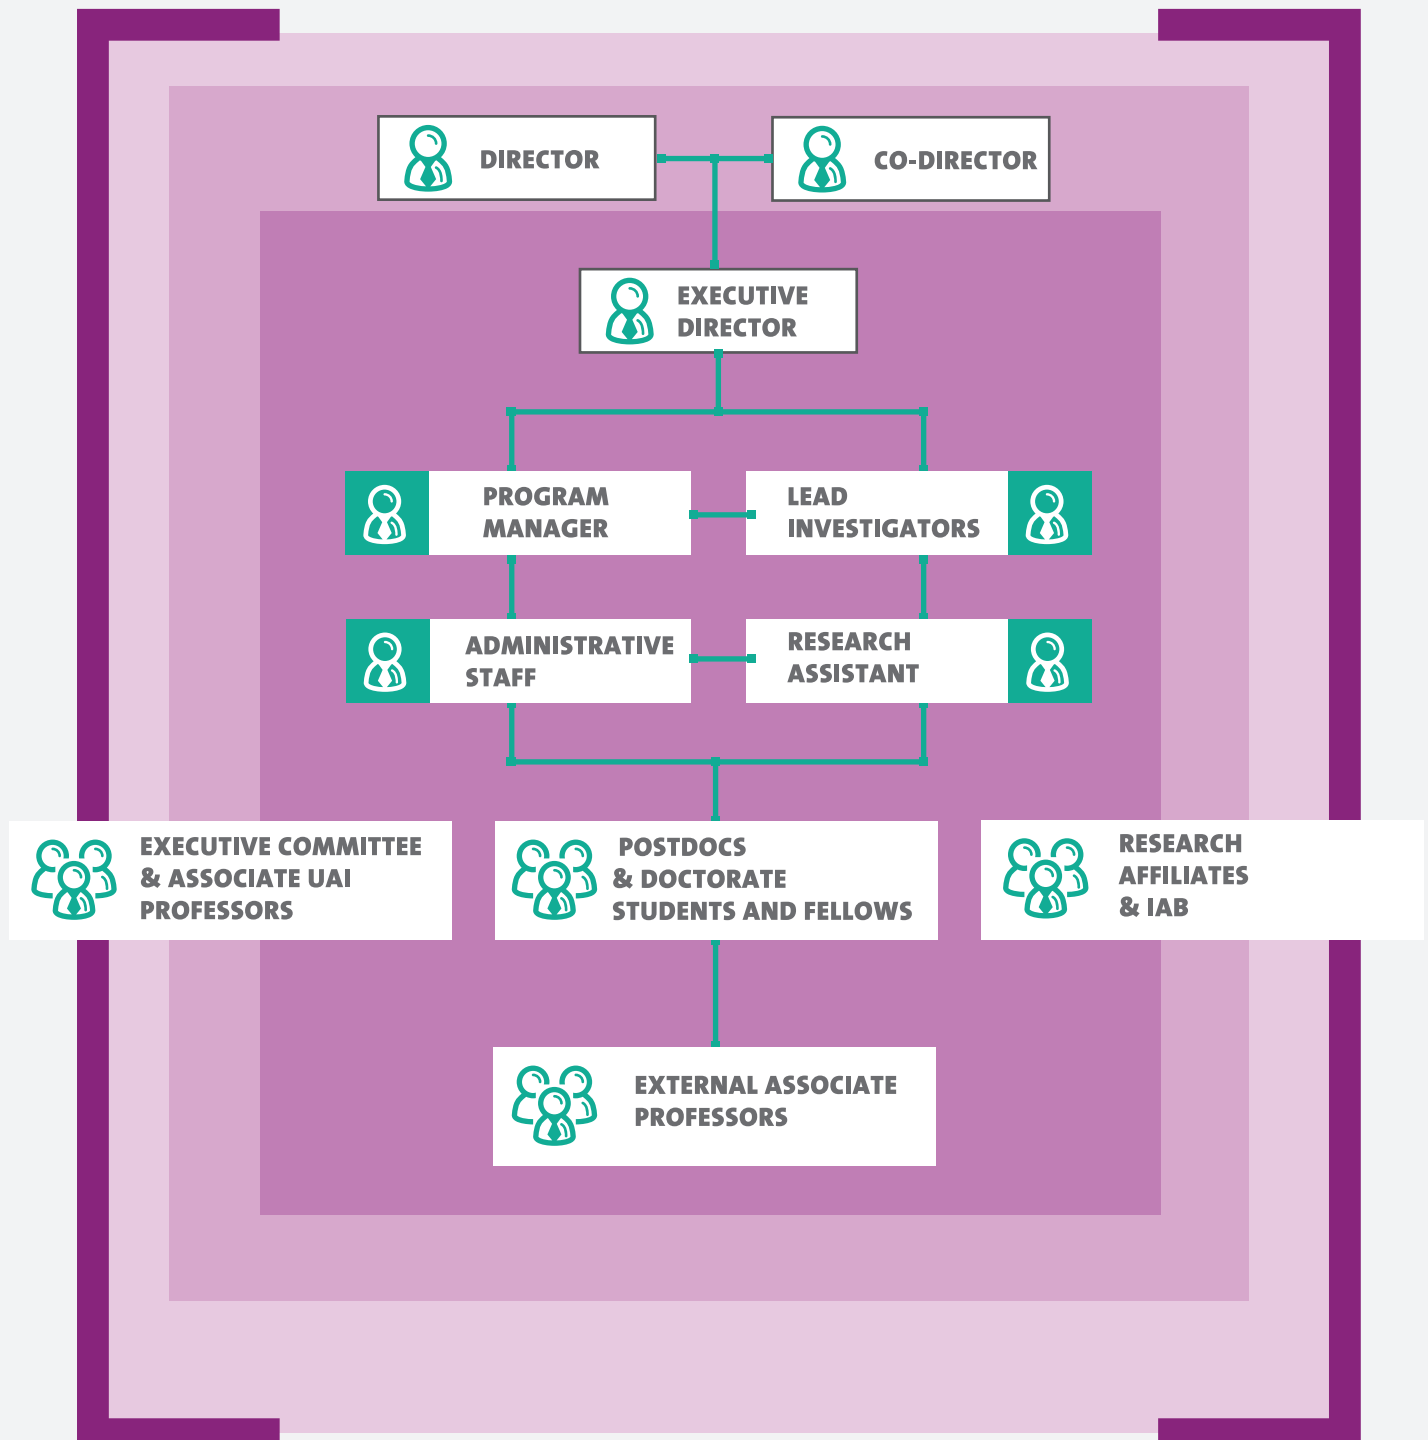 DIRECTOR
CO-DIRECTOR
EXECUTIVE
DIRECTOR
PROGRAM
MANAGER
LEAD
INVESTIGATORS
ADMINISTRATIVE
STAFF
RESEARCH
ASSISTANT
EXECUTIVE COMMITTEE
& ASSOCIATE UAI
PROFESSORS
POSTDOCS
& DOCTORATE
STUDENTS AND FELLOWS
RESEARCH
AFFILIATES
& IAB
EXTERNAL ASSOCIATE
PROFESSORS